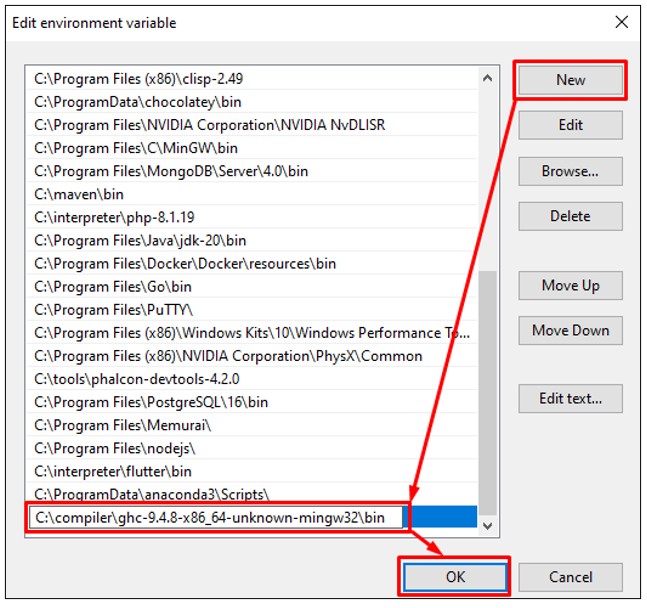 Edit environment variable
C:\Program Files (x86)\clisp-2.49
New
C:\ProgramData\chocolatey\bin
C:\Program Files\NVIDIA Corporation\NVIDIA NvDLISR
Edit
C:\Program Files\C\MinGW\bin
C:\Program Files\MongoDB\Server\4.0\bin
Browse...
C:\maven\bin
C:\interpreter\php-8.1.19
Delete
C:\Program Files\Java\jdk-20\bin
C:\Program Files\Docker\Docker\resources\bin
C:\Program Files\Go\bin
Move Up
C:\Program Files\PuTTY\
C:\Program Files (x86)\Windows Kits\10\Windows Performance To...
Move Down
C:\Program Files (x86)\NVIDIA Corporation\PhysX\Common
C:\tools\phalcon-devtools-4.2.0
C:\Program Files\PostgreSQL\16\bin
Edit text...
C:\Program Files\Memurai\
C:\Program Files\nodejs\
C:\interpreter\flutter\bin
C:\ProgramData\anaconda3\Scripts\
C:\compiler\ghc-9.4.8-x86_64-unknown-mingw32\bin
OK
Cancel